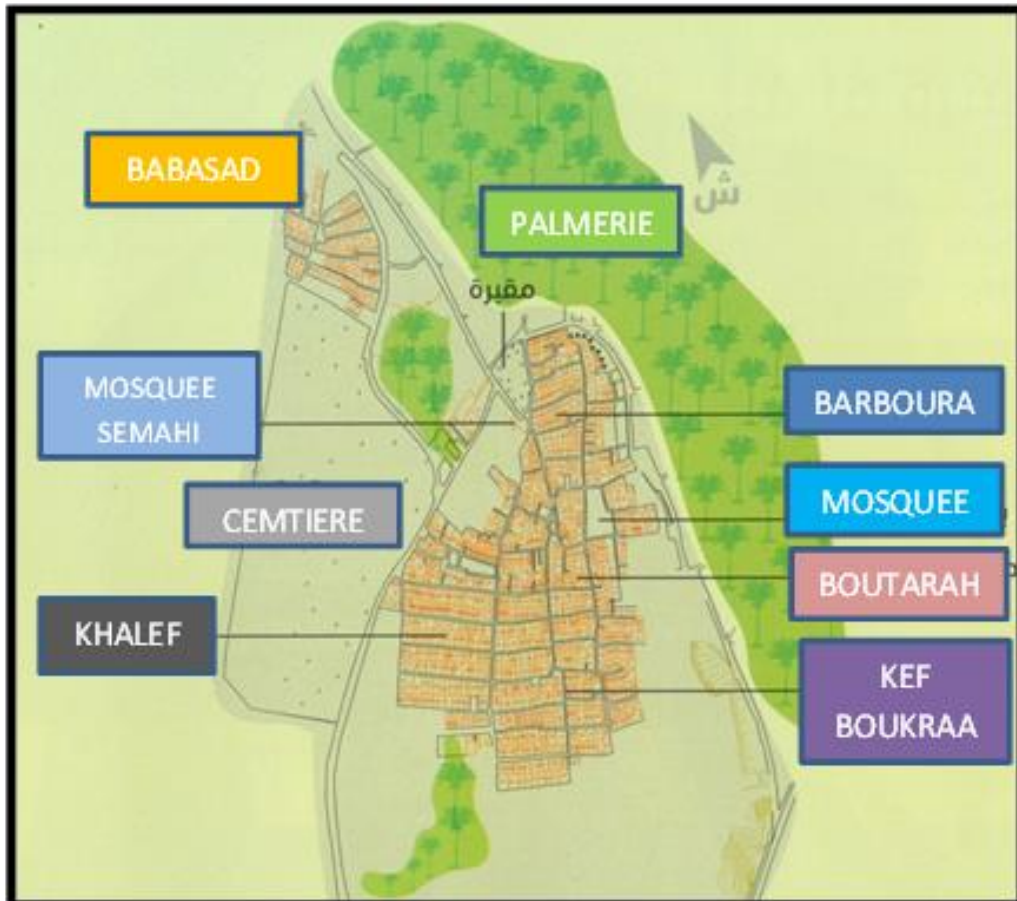 BABASAD
ش
PALMERIE
مقبرة
MOSQUEE
SEMAHI
BARBOURA
CEMTIERE
MOSQUEE
BOUTARAH
KHALEF
KEF
BOUKRAA